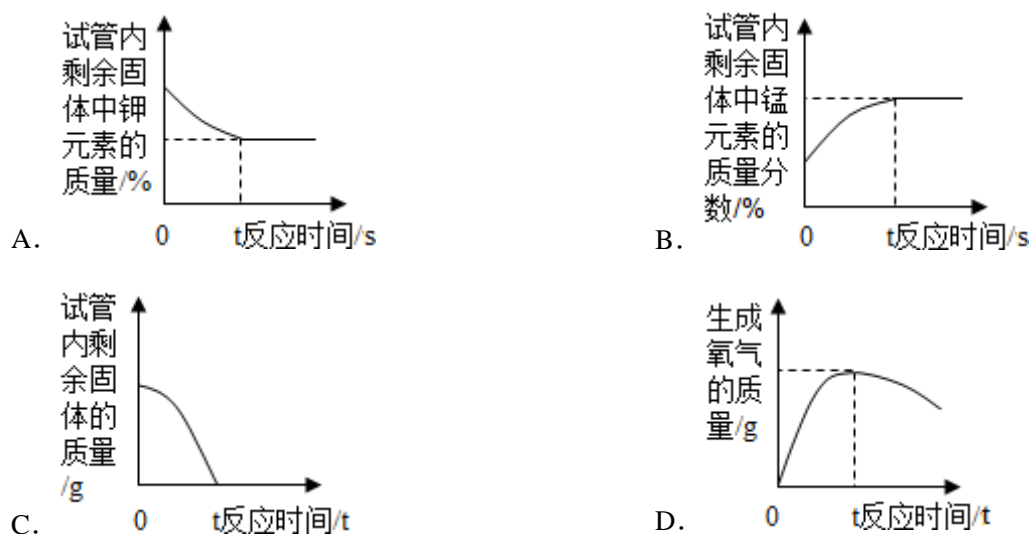 试管内
剩余固
体中钾
元素的
质量/%
0
t反应时间/s
A.
试管内
剩余固
体中锰
元素的
质量分
数/%
0
t反应时间/s
B.
试管
内剩
余固
体的
质量
/g
0
t反应时间/t
C.
生成
氧气
的质
量/g
0
t反应时间/t
D.